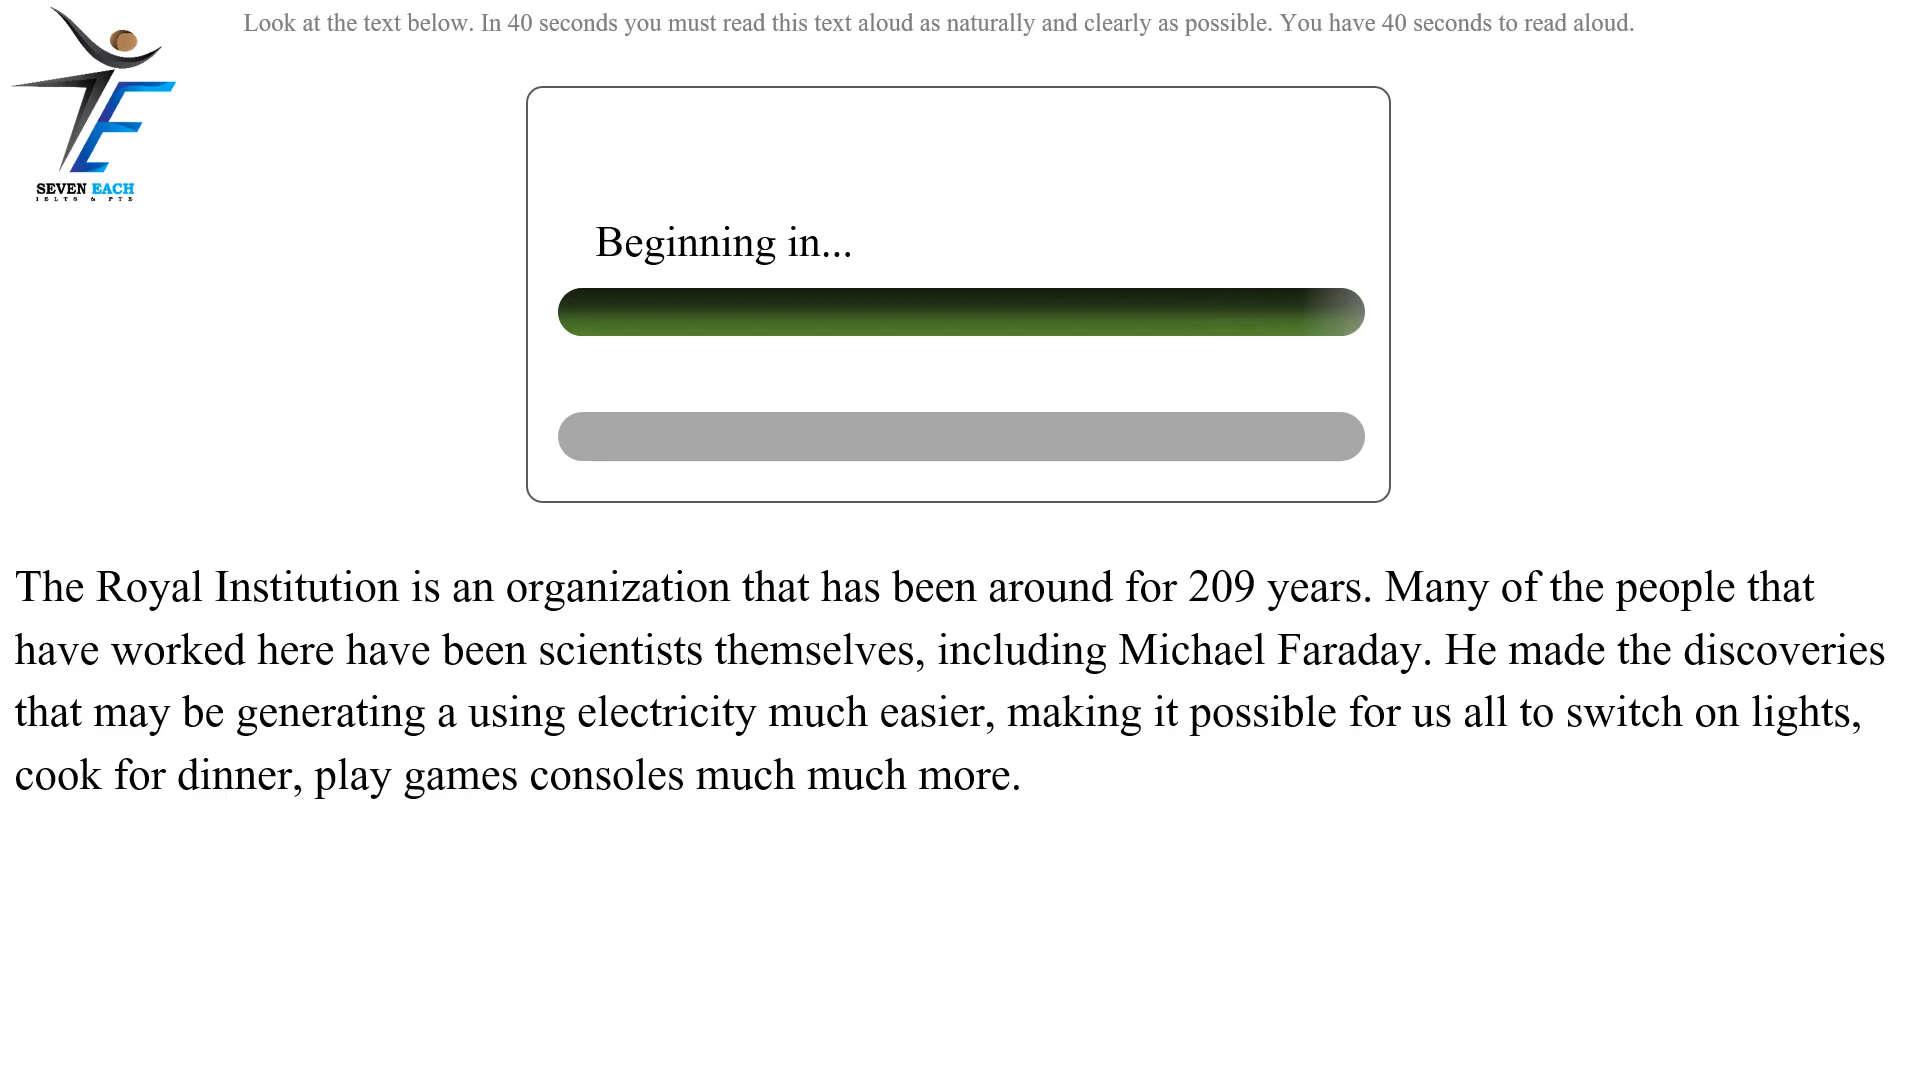 Look at the text below. In 40 seconds you must read this text aloud as naturally and clearly as possible. You have 40 seconds to read aloud.
SEVEN EACH
IELTS & PTE
Beginning in...
The Royal Institution is an organization that has been around for 209 years. Many of the people that
have worked here have been scientists themselves, including Michael Faraday. He made the discoveries
that may be generating a using electricity much easier, making it possible for us all to switch on lights,
cook for dinner, play games consoles much much more.